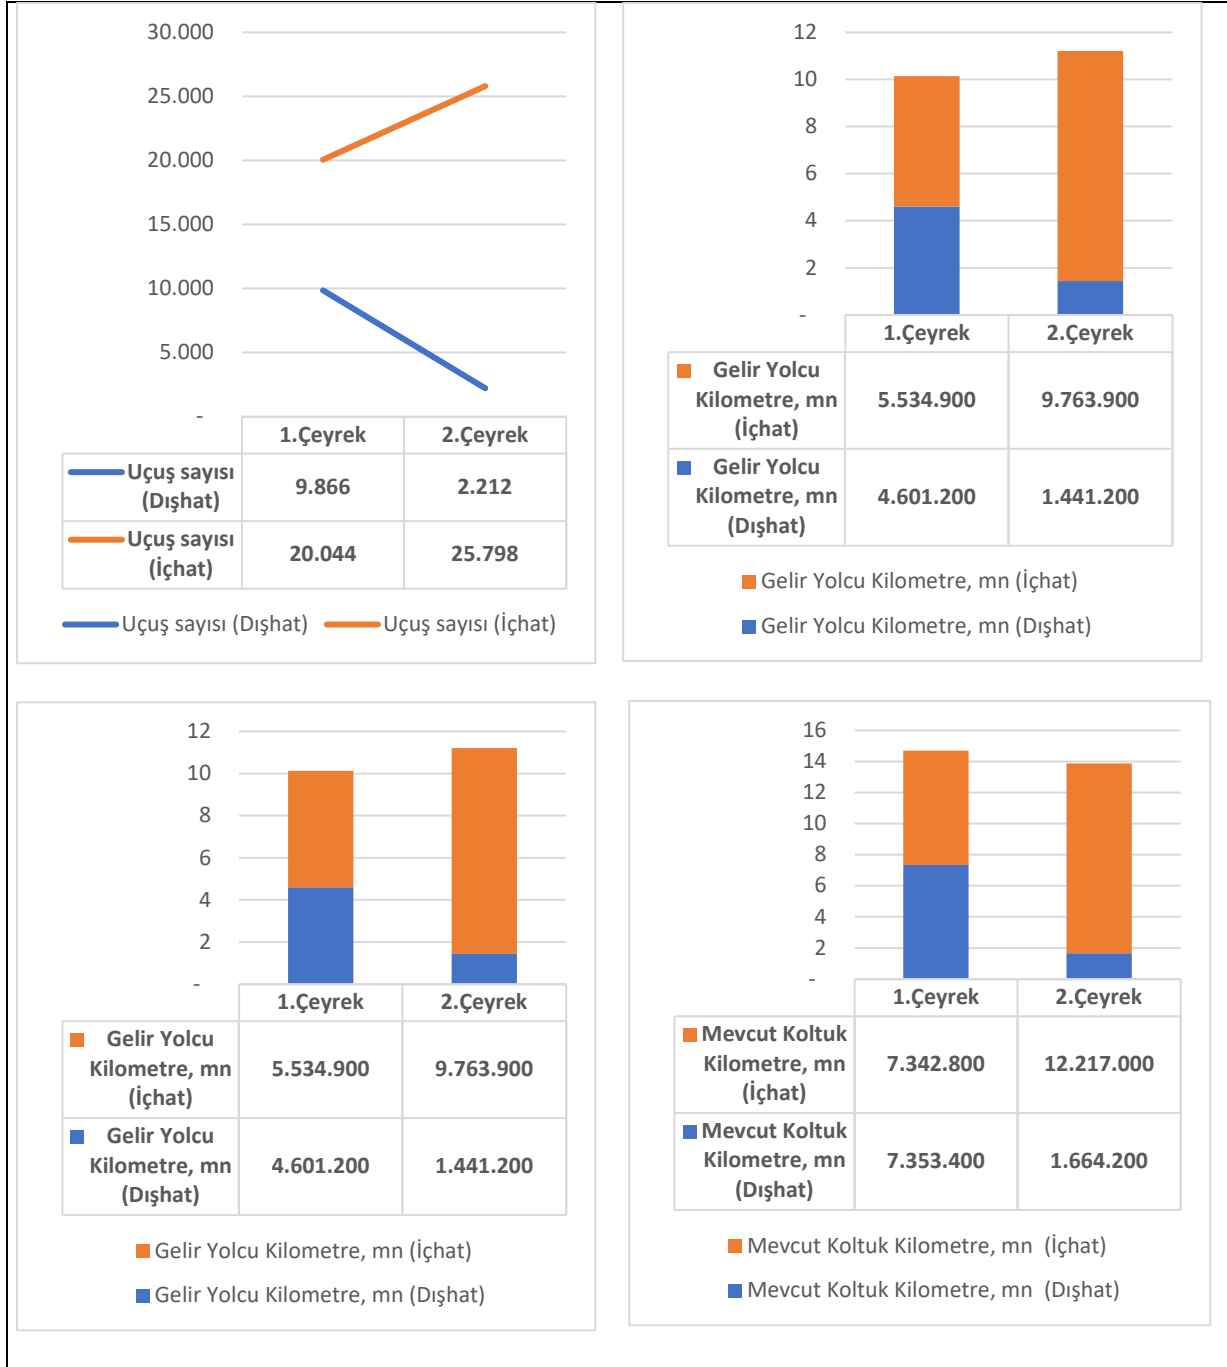 30.000
25.000
20.000
15.000
10.000
5.000
-
1.Çeyrek 2.Çeyrek
Uçuş sayısı
(Dışhat)
9.866 2.212
Uçuş sayısı
(İçhat)
20.044 25.798
Uçuş sayısı (Dışhat) Uçuş sayısı (İçhat)
12
10
8
6
4
2
-
1.Çeyrek 2.Çeyrek
Gelir Yolcu
Kilometre, mn
(İçhat)
5.534.900 9.763.900
Gelir Yolcu
Kilometre, mn
(Dışhat)
4.601.200 1.441.200
Gelir Yolcu Kilometre, mn (İçhat)
Gelir Yolcu Kilometre, mn (Dışhat)
12
10
8
6
4
2
-
1.Çeyrek 2.Çeyrek
Gelir Yolcu
Kilometre, mn
(İçhat)
5.534.900 9.763.900
Gelir Yolcu
Kilometre, mn
(Dışhat)
4.601.200 1.441.200
Gelir Yolcu Kilometre, mn (İçhat)
Gelir Yolcu Kilometre, mn (Dışhat)
16
14
12
10
8
6
4
2
-
1.Çeyrek 2.Çeyrek
Mevcut Koltuk
Kilometre, mn
(İçhat)
7.342.800 12.217.000
Mevcut Koltuk
Kilometre, mn
(Dışhat)
7.353.400 1.664.200
Mevcut Koltuk Kilometre, mn (İçhat)
Mevcut Koltuk Kilometre, mn (Dışhat)